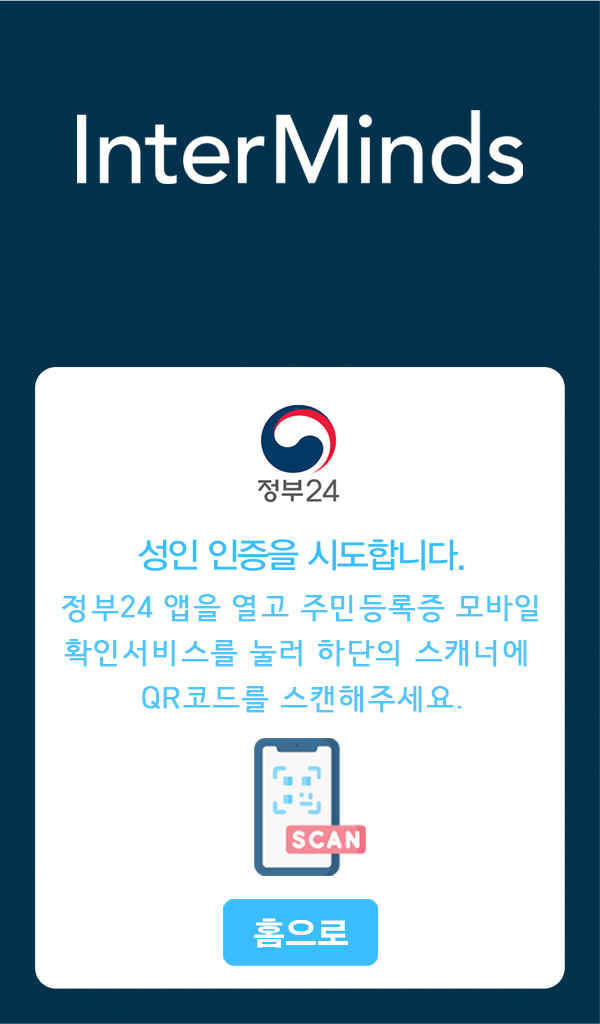 InterMinds
정부24
성인 인증을 시도합니다.
정부24 앱을 열고 주민등록증 모바일
확인서비스를 눌러 하단의 스캐너에
QR코드를 스캔해주세요.
SCAN
홈으로